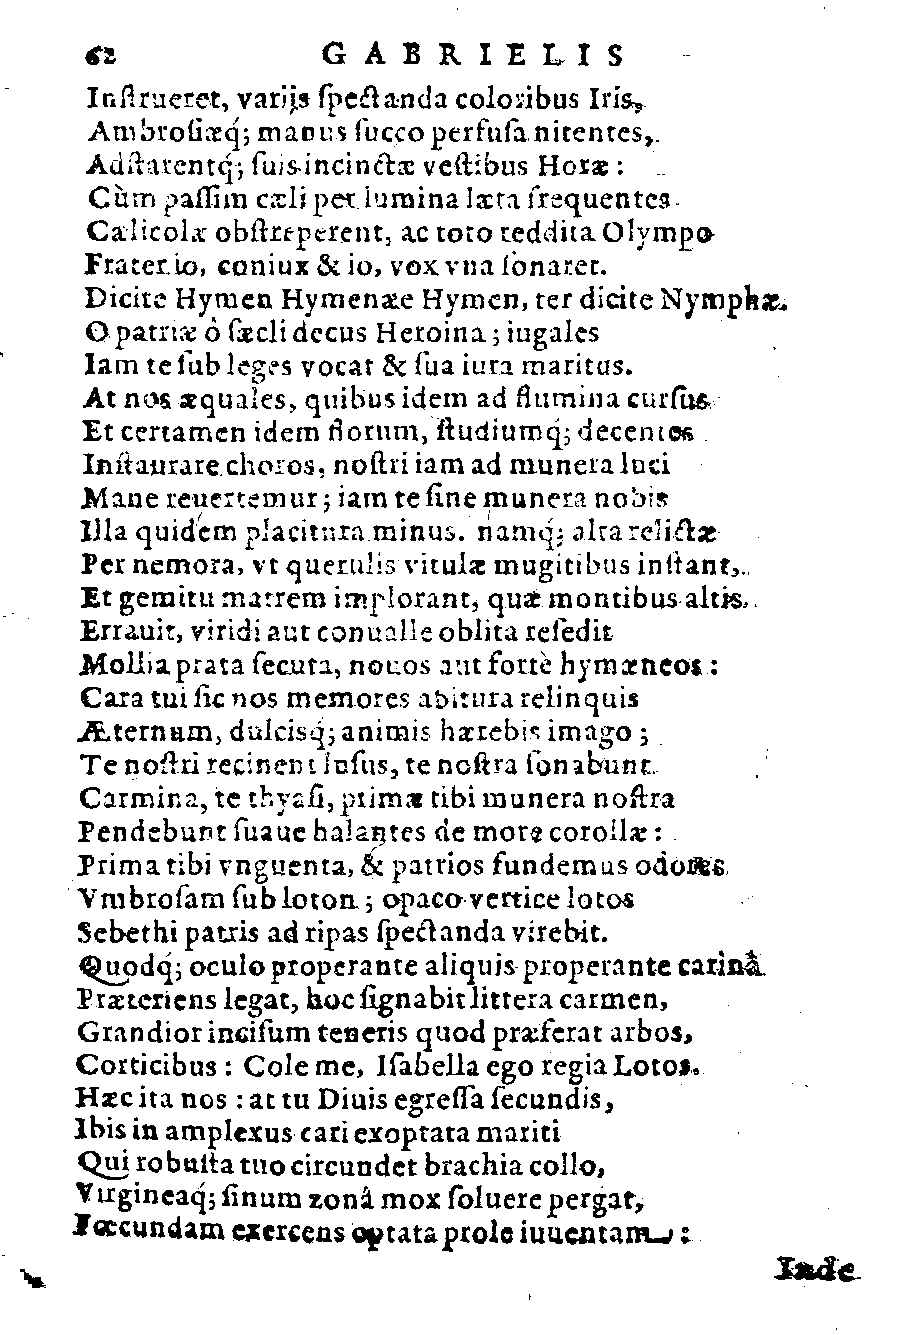 62 GABRIELIS
Inſtrueret, variįs ſpectanda coloribus Iris,
Ambroſiæq́; manus ſucco perfuſa nitentes,
Adſtarentq́; ſuis incinctæ veſtibus Horæ:
Cùm paſſim cæli per lumina læta frequentes
Cælicolæ obſtreperent, ac toto reddita Olympo
Frater io, coniux & io, vox vna ſonaret.
Dicite Hymen Hymenæe Hymen, ter dicite Nymphæ.
O patriæ ô ſæcli decus Heroina; iugales
Iam te ſub leges vocat & ſua iura maritus.
At nos æquales, quibus idem ad flumina curſus
Et certamen idem florum, ſtudiumq́; decentes
Inſtaurare choros, noſtri iam ad munera luci
Mane reuertemur; iam te ſine munera nobis
Illa quidem placitura minus. namq́; alta relictæ
Per nemora, vt querulis vitulæ mugitibus inſtant,
Et gemitu matrem implorant, quæ montibus altis,
Errauit, viridi aut conualle oblita reſedit
Mollia prata ſecuta, nouos aut fortè hymæneos:
Cara tui ſic nos memores abitura relinquis
Æternum, dulcisq́; animis hærebis imago;
Te noſtri recinent luſus, te noſtra ſonabunt
Carmina, te thyaſi, primæ tibi munera noſtra
Pendebunt ſuaue halantes de more corollæ:
Prima tibi vnguenta, & patrios fundemus odores
Vmbroſam ſub loton; opaco vertice lotos
Sebethi patris ad ripas ſpectanda virebit.
Quodq́; oculo properante aliquis properante carinâ
Præteriens legat, hoc ſignabit littera carmen,
Grandior inciſum teneris quod præferat arbos,
Corticibus: Cole me, Iſabella ego regia Lotos.
Hæc ita nos: at tu Diuis egreſſa ſecundis,
Ibis in amplexus cari exoptata mariti
Qui robuſta tuo circundet brachia collo,
Virgineaq́; ſinum zonâ mox ſoluere pergat,
Fœcundam exercens optata prole iuuentam:
Inde